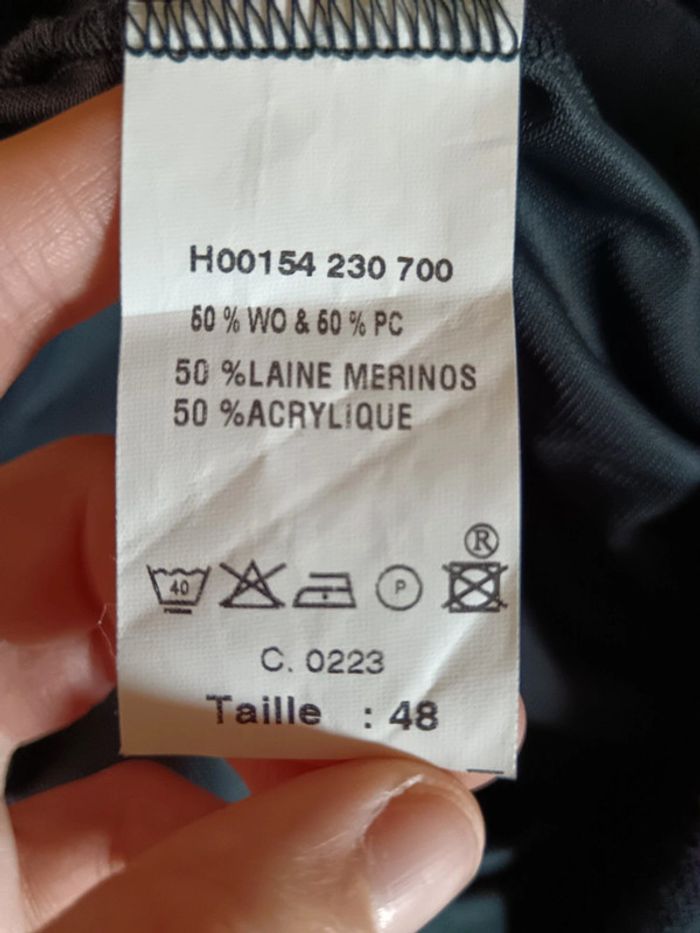 H00154 230 700
50 % WO & 50 % PC
50 %LAINE MERINOS
50 %ACRYLIQUE
®
40 P
C. 0223
Taille : 48